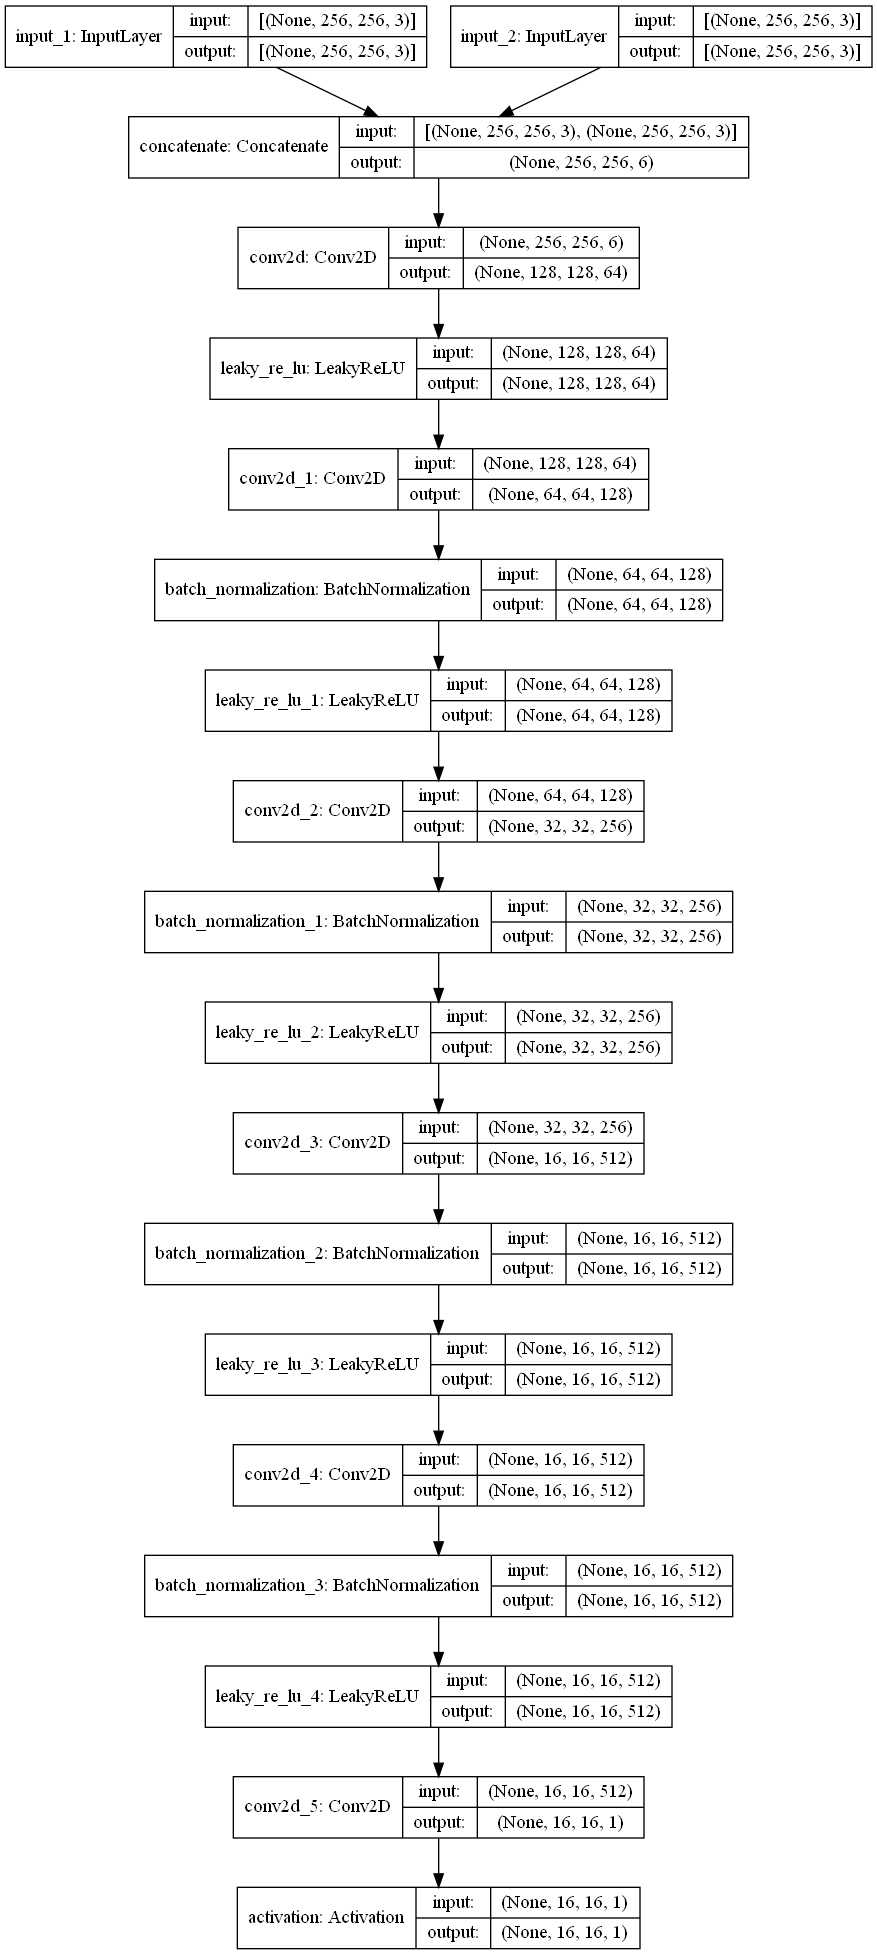 input_1: InputLayer input: [(None, 256, 256, 3)]
output: [(None, 256, 256, 3)]
input_2: InputLayer input: [(None, 256, 256, 3)]
output: [(None, 256, 256, 3)]
concatenate: Concatenate input: [(None, 256, 256, 3), (None, 256, 256, 3)]
output: (None, 256, 256, 6)
conv2d: Conv2D input: (None, 256, 256, 6)
output: (None, 128, 128, 64)
leaky_re_lu: LeakyReLU input: (None, 128, 128, 64)
output: (None, 128, 128, 64)
conv2d_1: Conv2D input: (None, 128, 128, 64)
output: (None, 64, 64, 128)
batch_normalization: BatchNormalization input: (None, 64, 64, 128)
output: (None, 64, 64, 128)
leaky_re_lu_1: LeakyReLU input: (None, 64, 64, 128)
output: (None, 64, 64, 128)
conv2d_2: Conv2D input: (None, 64, 64, 128)
output: (None, 32, 32, 256)
batch_normalization_1: BatchNormalization input: (None, 32, 32, 256)
output: (None, 32, 32, 256)
leaky_re_lu_2: LeakyReLU input: (None, 32, 32, 256)
output: (None, 32, 32, 256)
conv2d_3: Conv2D input: (None, 32, 32, 256)
output: (None, 16, 16, 512)
batch_normalization_2: BatchNormalization input: (None, 16, 16, 512)
output: (None, 16, 16, 512)
leaky_re_lu_3: LeakyReLU input: (None, 16, 16, 512)
output: (None, 16, 16, 512)
conv2d_4: Conv2D input: (None, 16, 16, 512)
output: (None, 16, 16, 512)
batch_normalization_3: BatchNormalization input: (None, 16, 16, 512)
output: (None, 16, 16, 512)
leaky_re_lu_4: LeakyReLU input: (None, 16, 16, 512)
output: (None, 16, 16, 512)
conv2d_5: Conv2D input: (None, 16, 16, 512)
output: (None, 16, 16, 1)
activation: Activation input: (None, 16, 16, 1)
output: (None, 16, 16, 1)